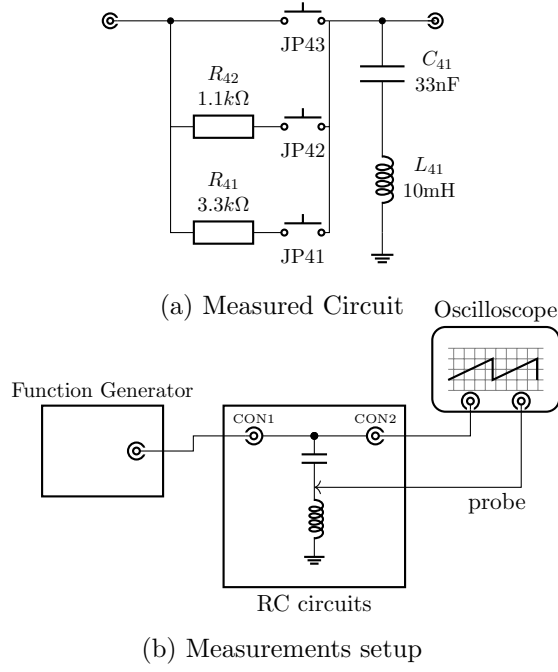 JP43
R42
1.1kΩ
JP42
R41
3.3kΩ
JP41
C41
33nF
L41
10mH
(a) Measured Circuit
Oscilloscope
Function Generator
CON1
CON2
probe
RC circuits
(b) Measurements setup